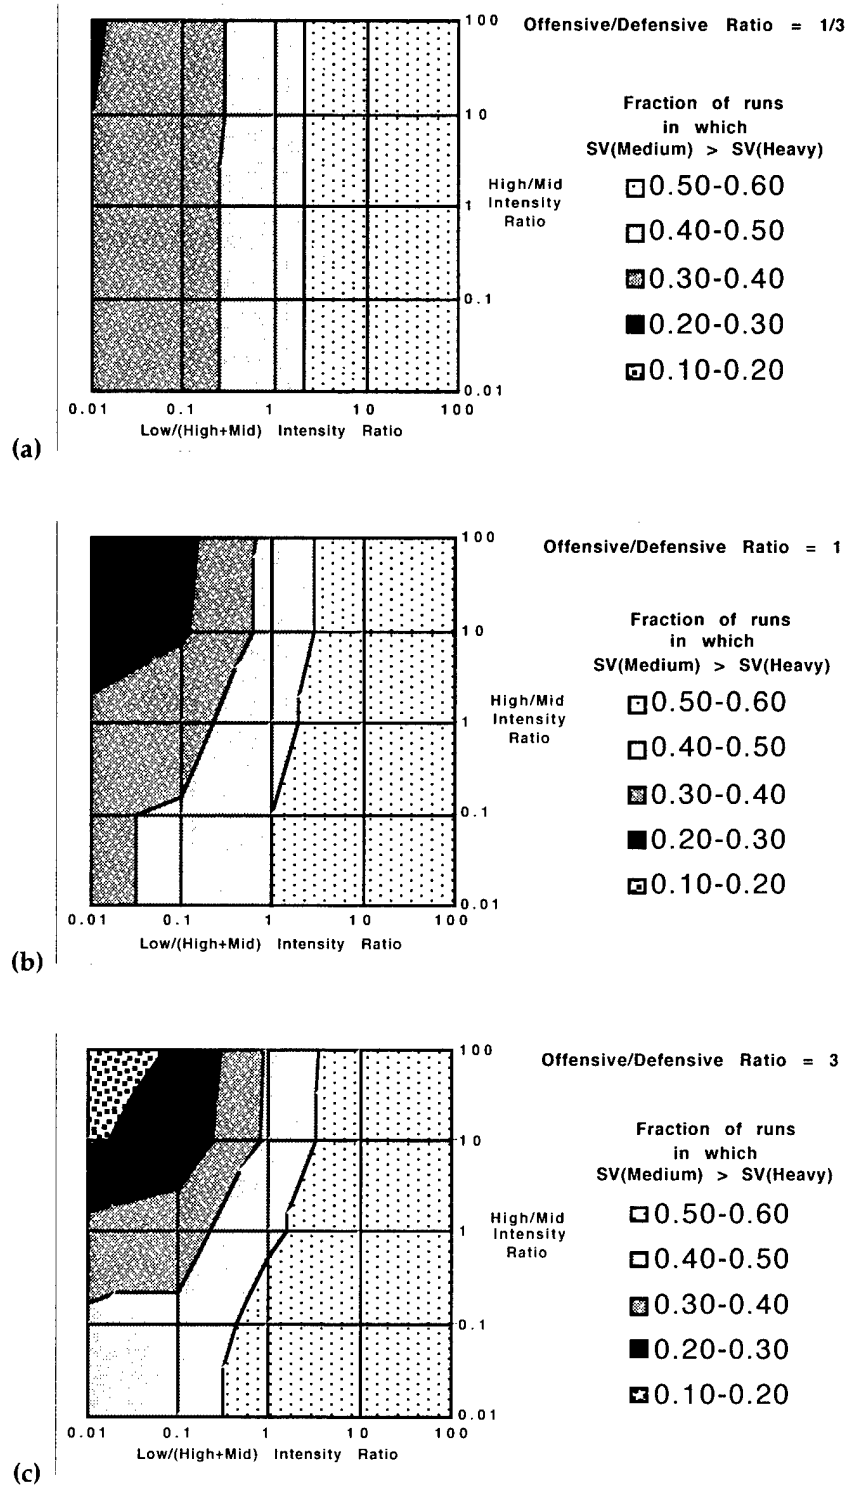 Offensive/Defensive Ratio = 1/3
Fraction of runs
in which
SV(Medium) > SV(Heavy)
0.50-0.60
0.40-0.50
0.30-0.40
0.20-0.30
0.10-0.20
High/Mid
Intensity
Ratio
100
10
1
0.1
0.01
0.01 0.1 1 10 100
Low/(High+Mid) Intensity Ratio
(a)
Offensive/Defensive Ratio = 1
Fraction of runs
in which
SV(Medium) > SV(Heavy)
0.50-0.60
0.40-0.50
0.30-0.40
0.20-0.30
0.10-0.20
High/Mid
Intensity
Ratio
100
10
1
0.1
0.01
0.01 0.1 1 10 100
Low/(High+Mid) Intensity Ratio
(b)
Offensive/Defensive Ratio = 3
Fraction of runs
in which
SV(Medium) > SV(Heavy)
0.50-0.60
0.40-0.50
0.30-0.40
0.20-0.30
0.10-0.20
High/Mid
Intensity
Ratio
100
10
1
0.1
0.01
0.01 0.1 1 10 100
Low/(High+Mid) Intensity Ratio
(c)